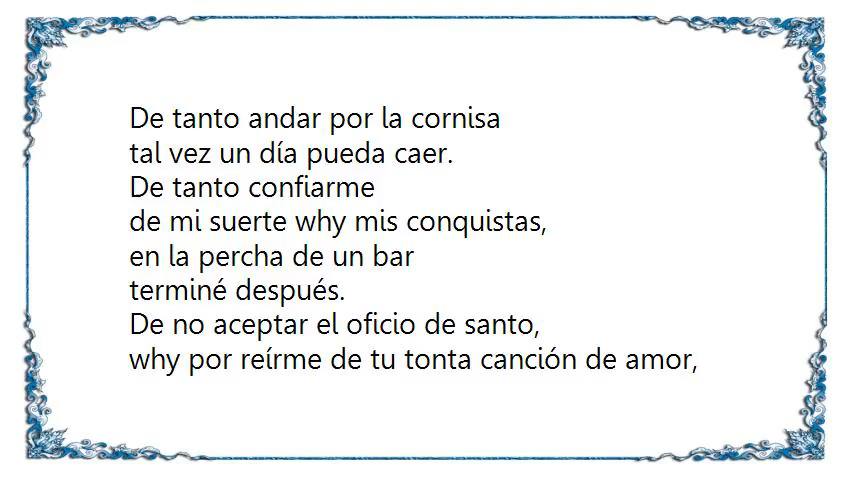 De tanto andar por la cornisa
tal vez un día pueda caer.
De tanto confiarme
de mi suerte why mis conquistas,
en la percha de un bar
terminé después.
De no aceptar el oficio de santo,
why por reírme de tu tonta canción de amor,